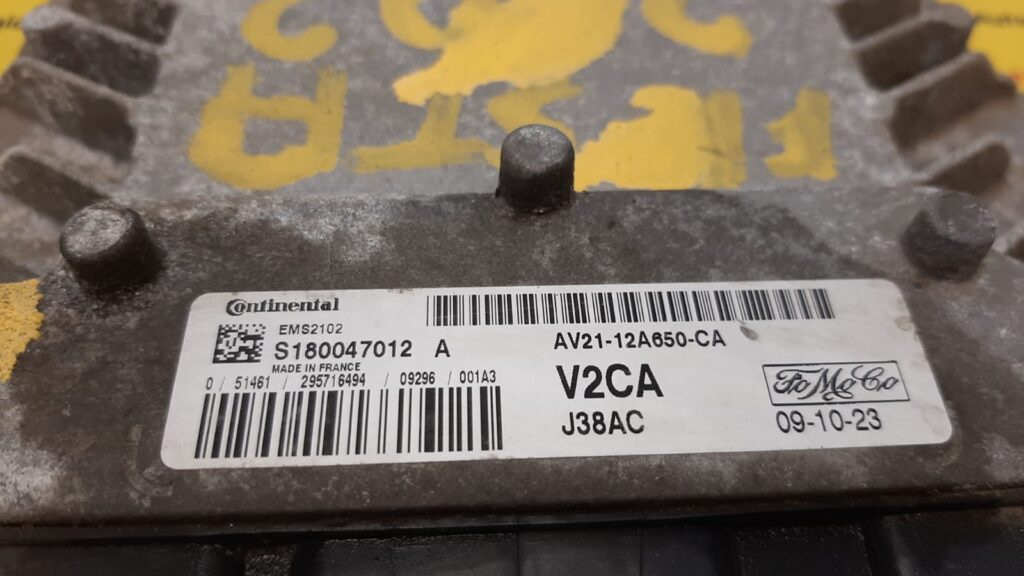 FIESTA
Continental
EMS2102
S180047012 A
MADE IN FRANCE
0 / 51461 / 295716494 / 09296 / 001A3
AV21-12A650-CA
V2CA
J38AC
FoMoCo
09-10-23